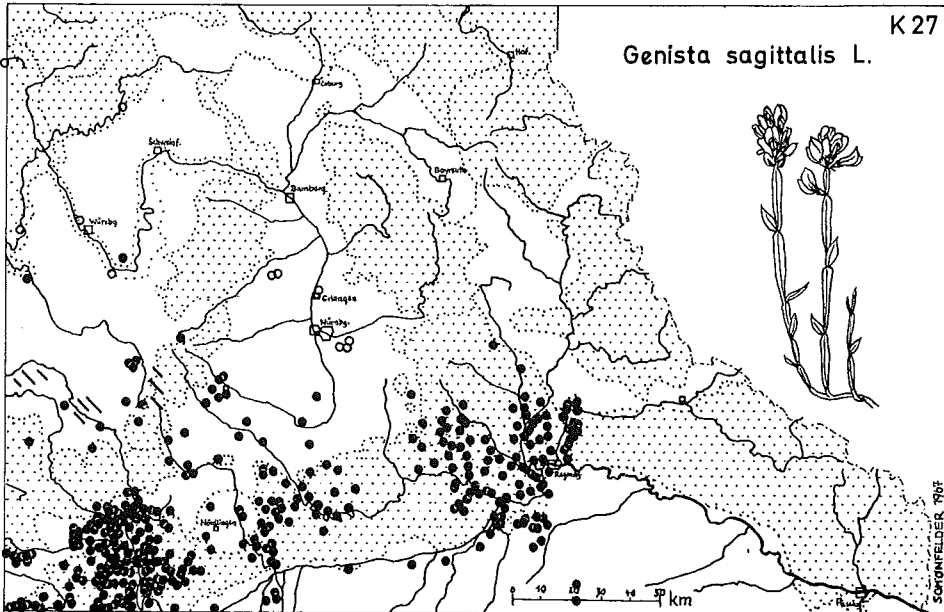 K 27
Genista sagittalis L.
Hof.
Coburg
Schweinf.
Bamberg
Bayreuth
Würzbg.
Erlangen
Nürnbg.
Regensbg.
Nördlingen
0 10 20 30 40 50 km
SCHÖNFELDER 1967